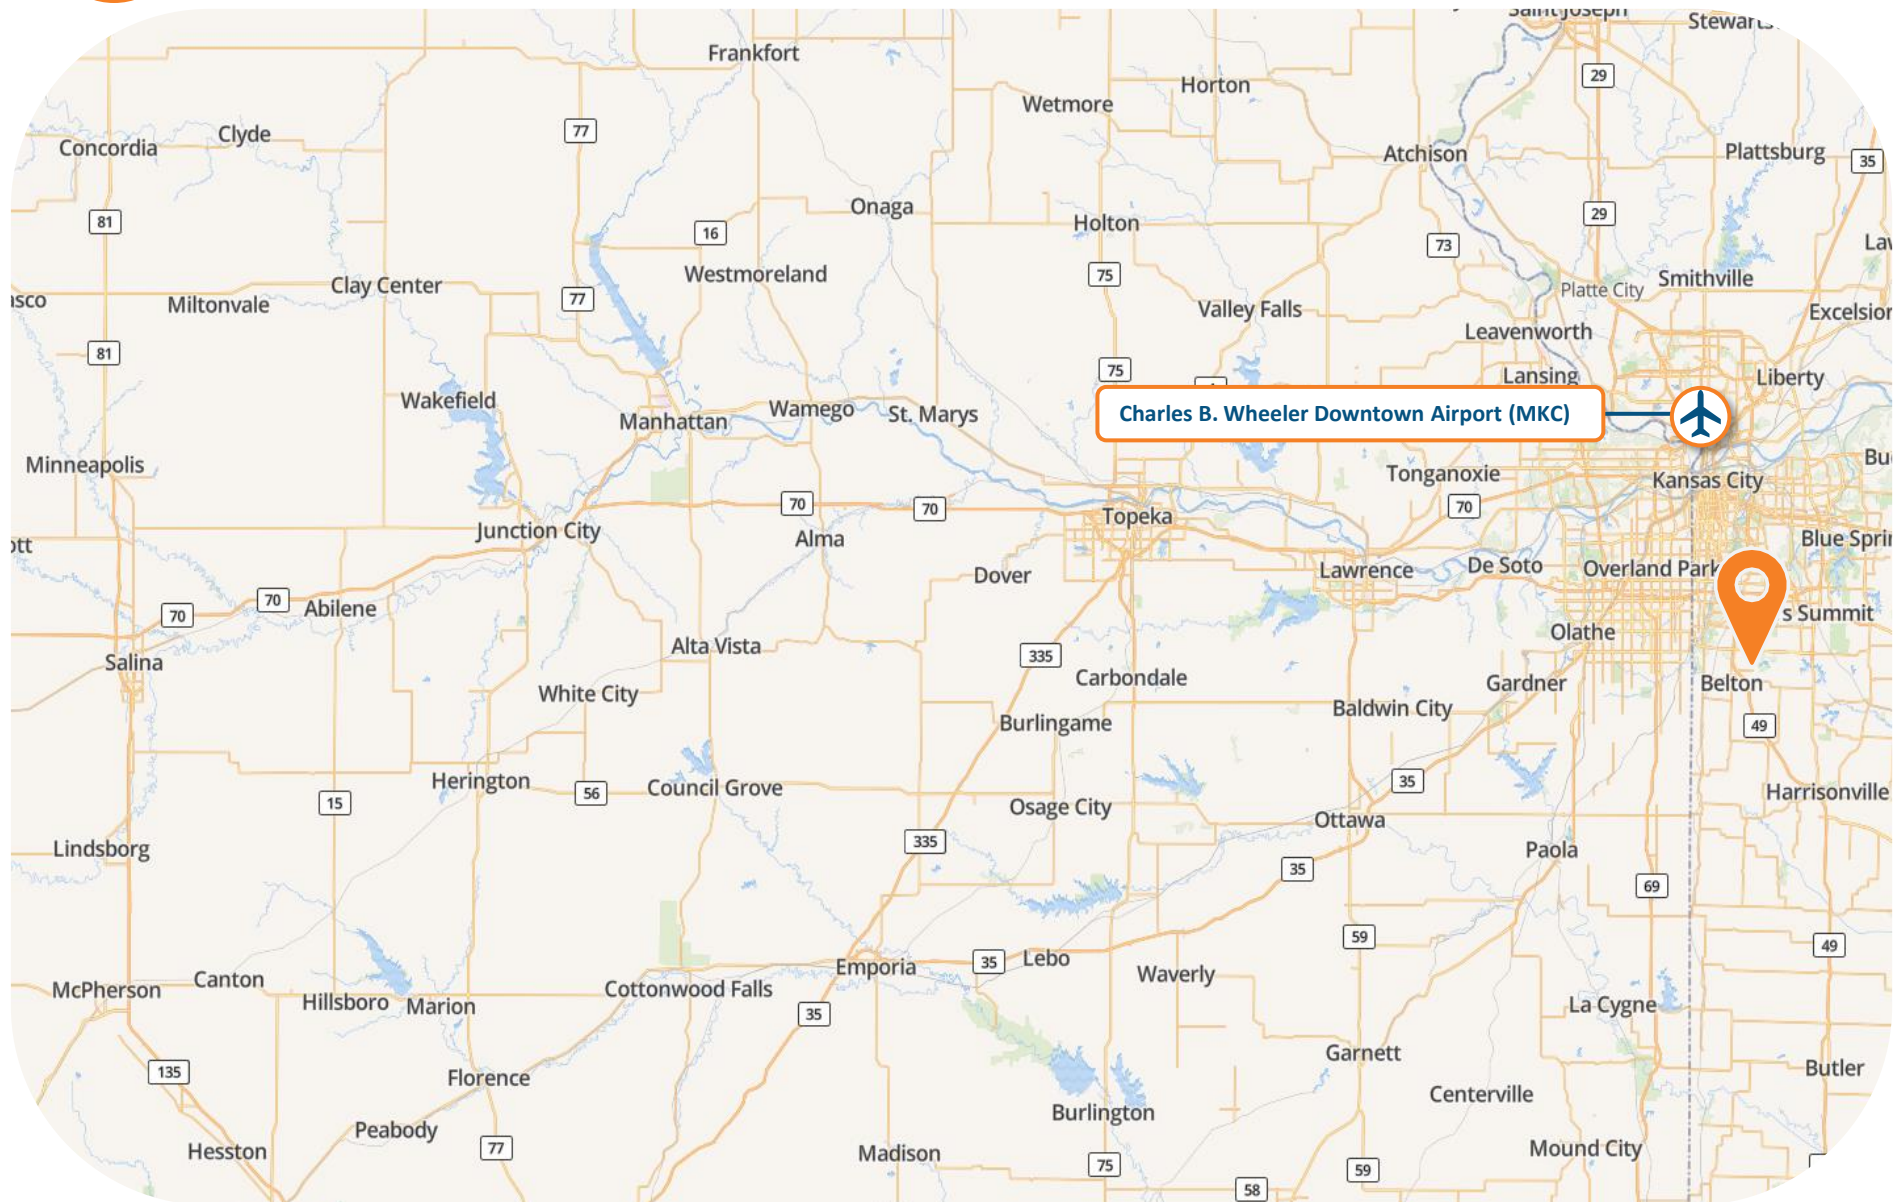 Saint Joseph
Frankfort
Horton
29
Wetmore
Clyde
77
Concordia
Atchison
Plattsburg
35
Onaga
81
16
Holton
29
73
Westmoreland
75
Smithville
Clay Center
Platte City
77
Miltonvale
Valley Falls
Excelsior
Leavenworth
81
75
Lansing
Liberty
Wakefield
Manhattan
Wamego
St. Marys
Charles B. Wheeler Downtown Airport (MKC)
Minneapolis
Tonganoxie
Kansas City
70
70
70
Junction City
Topeka
Alma
Blue Sprin
Dover
Lawrence
De Soto
Overland Park
70
70
Abilene
s Summit
Olathe
Alta Vista
335
Salina
Carbondale
White City
Gardner
Belton
Baldwin City
Burlingame
49
Herington
56
Council Grove
35
Harrisonville
15
Osage City
Ottawa
335
Lindsborg
Paola
35
69
59
49
Emporia
35
Lebo
Waverly
Canton
McPherson
Cottonwood Falls
Hillsboro
Marion
35
La Cygne
Garnett
135
Florence
Butler
Centerville
Burlington
Peabody
77
Hesston
Madison
Mound City
75
59
58